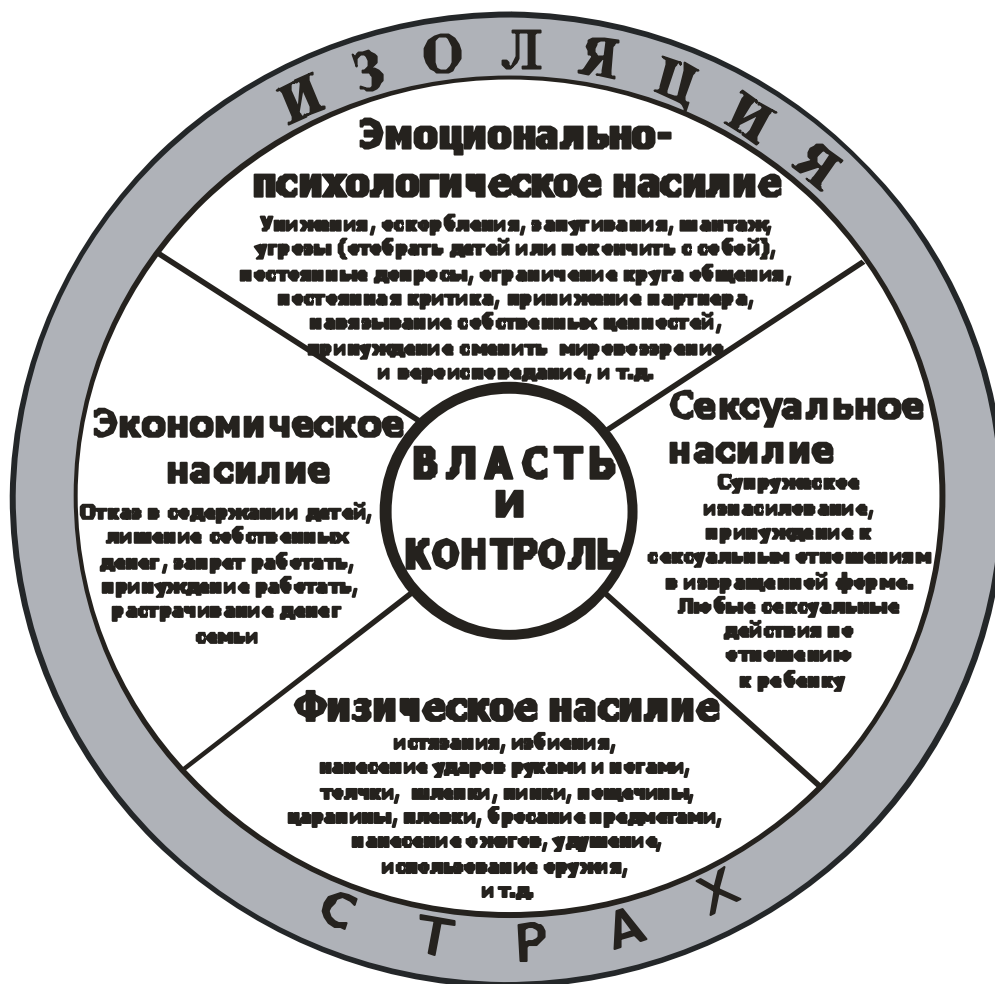 ИЗОЛЯЦИЯ
Эмоционально-
психологическое насилие
Унижения, оскорбления, запугивания, шантаж,
угрозы (отобрать детей или покончить с собой),
постоянные допросы, ограничение круга общения,
постоянная критика, принижение партнера,
навязывание собственных ценностей,
принуждение сменить мировоззрение
и вероисповедание, и т.д.
Экономическое
насилие
Отказ в содержании детей,
лишение собственных
денег, запрет работать,
принуждение работать,
растрачивание денег
семьи
ВЛАСТЬ
И
КОНТРОЛЬ
Сексуальное
насилие
Супружеское
изнасилование,
принуждение к
сексуальным отношениям
в извращенной форме.
Любые сексуальные
действия по
отношению
к ребенку
Физическое насилие
истязания, избиения,
нанесение ударов руками и ногами,
толчки, шлепки, пинки, пощечины,
царапины, плевки, бросание предметами,
нанесение ожогов, удушение,
использование оружия,
и т.д.
СТРАХ